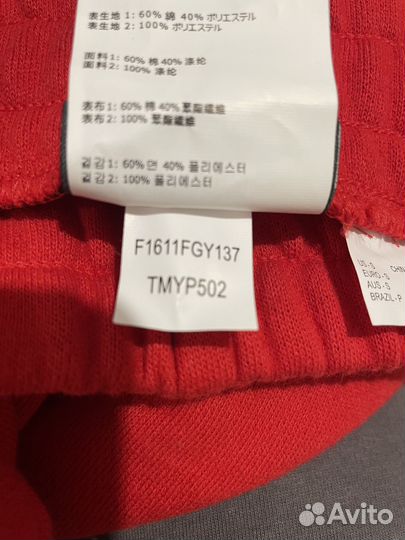 表生地 1: 60% 綿 40% ポリエステル
表生地 2: 100% ポリエステル
面料1: 60% 棉 40% 涤纶
面料2: 100% 涤纶
表布1: 60% 棉 40% 聚酯纖維
表布2: 100% 聚酯纖維
겉감1: 60% 면 40% 폴리에스터
겉감2: 100% 폴리에스터
F1611FGY137
TMYP502
US - S
EURO - S
AUS - S
BRAZIL - P
CHIN
Avito